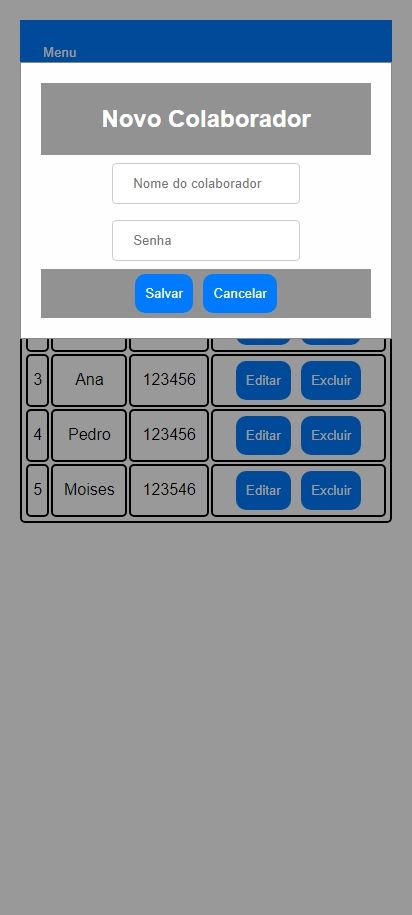 Menu
Novo Colaborador
Nome do colaborador
Senha
Salvar Cancelar
3 Ana 123456 Editar Excluir
4 Pedro 123456 Editar Excluir
5 Moises 123546 Editar Excluir